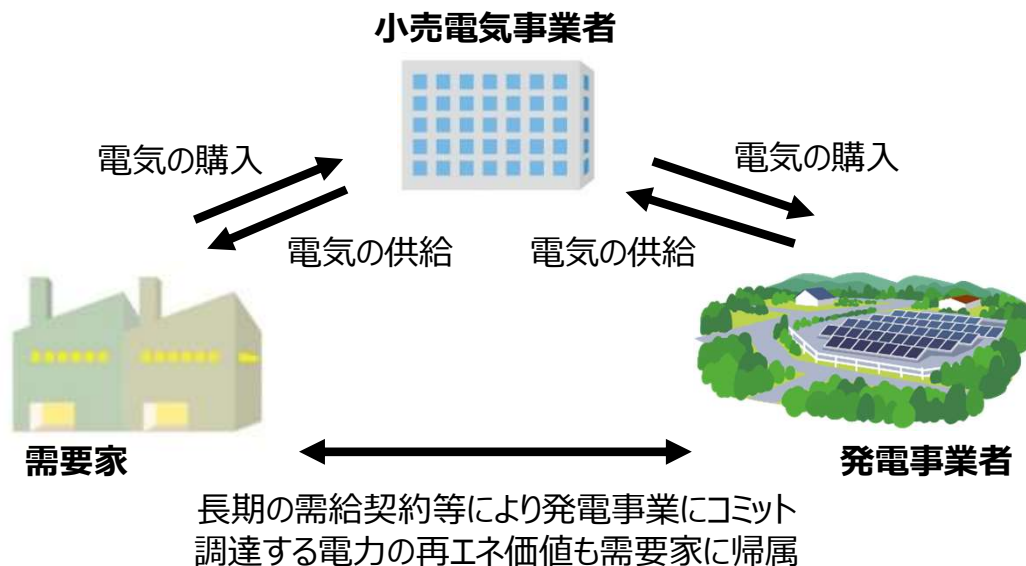 小売電気事業者
電気の購入
電気の購入
電気の供給
電気の供給
需要家
発電事業者
長期の需給契約等により発電事業にコミット
調達する電力の再エネ価値も需要家に帰属